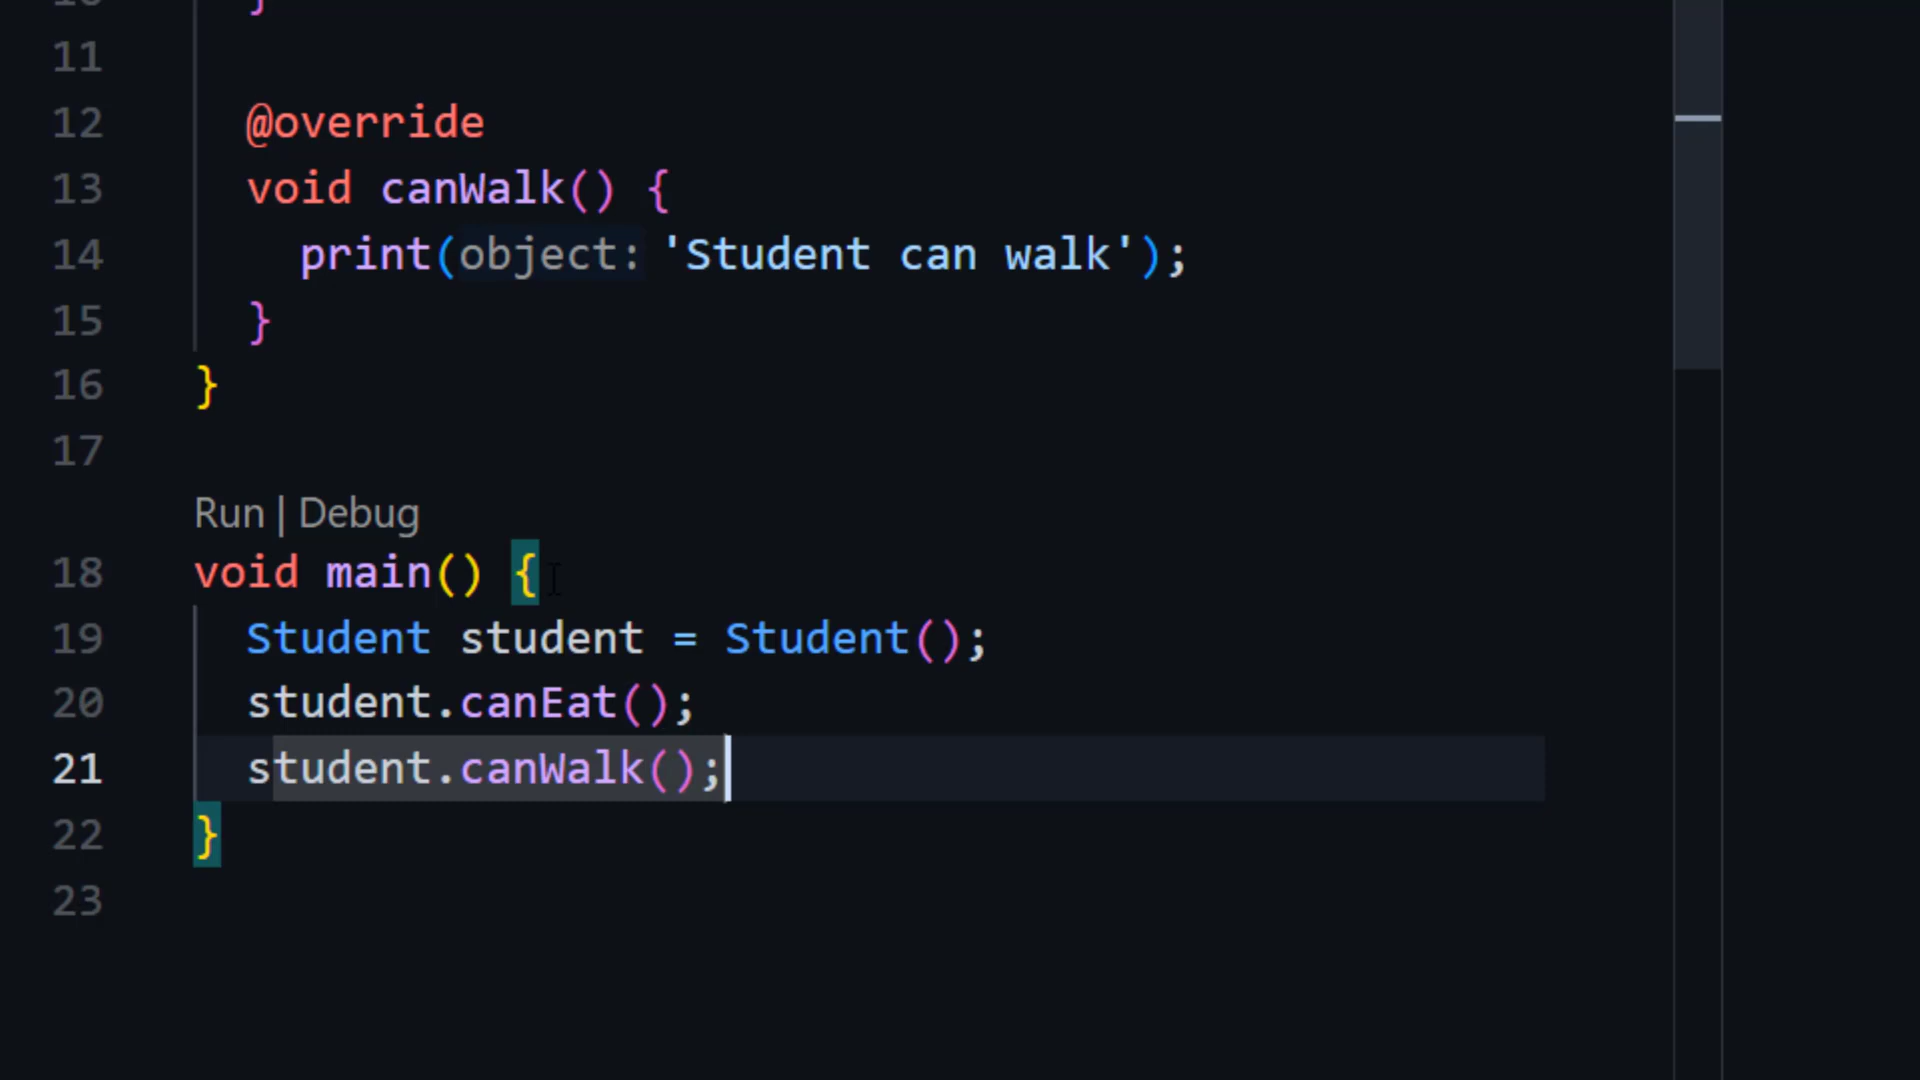 11
12 @override
13 void canWalk() {
14 print(object: 'Student can walk');
15 }
16 }
17
Run | Debug
18 void main() {
19 Student student = Student();
20 student.canEat();
21 student.canWalk();
22 }
23